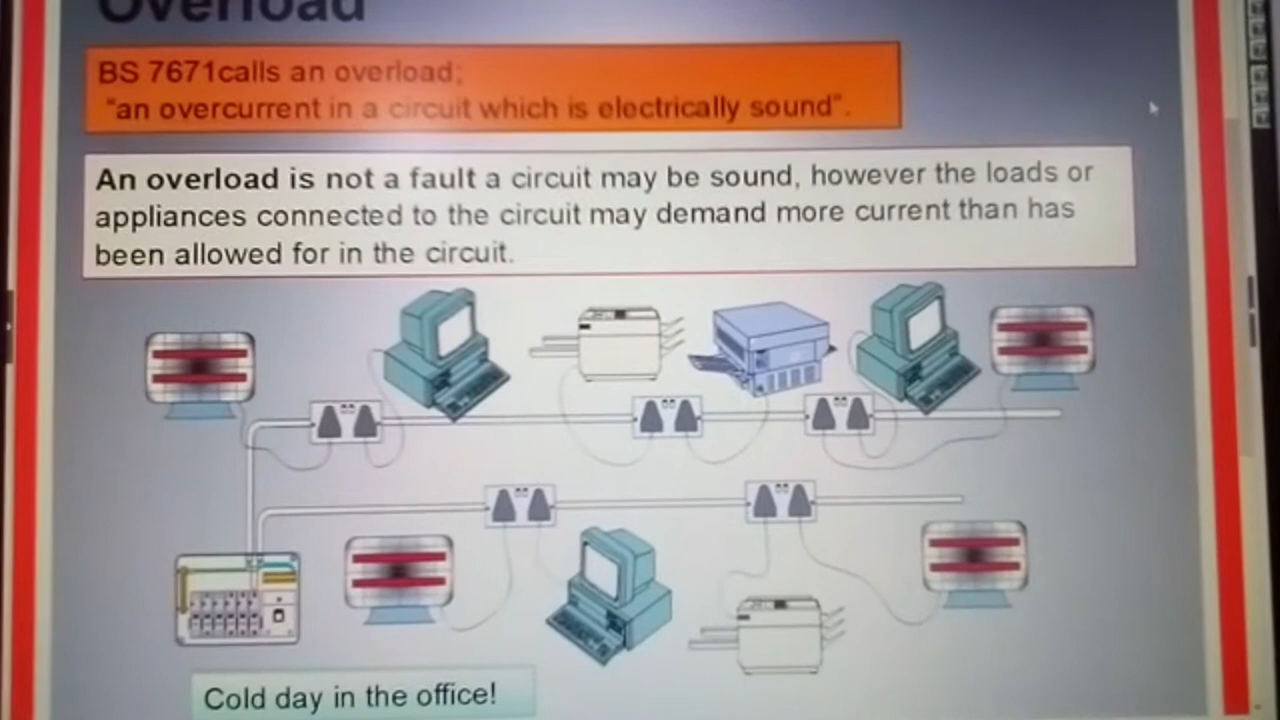 Overload
BS 7671calls an overload;
"an overcurrent in a circuit which is electrically sound".
An overload is not a fault a circuit may be sound, however the loads or
appliances connected to the circuit may demand more current than has
been allowed for in the circuit.
Cold day in the office!